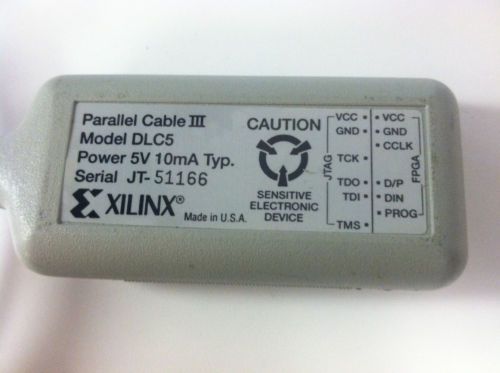 Parallel Cable III
Model DLC5
Power 5V 10mA Typ.
Serial JT- 51166
XILINX®
Made in U.S.A.
CAUTION
SENSITIVE
ELECTRONIC
DEVICE
JTAG
VCC
GND
TCK
TDO
TDI
TMS
VCC
GND
CCLK
D/P
DIN
PROG
FPGA